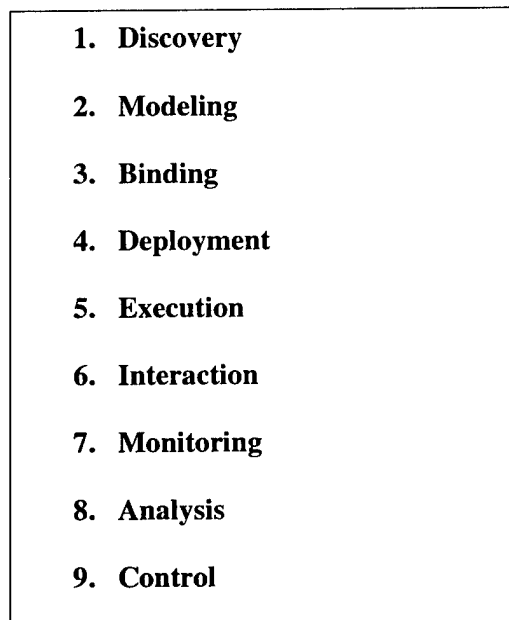 1. Discovery
2. Modeling
3. Binding
4. Deployment
5. Execution
6. Interaction
7. Monitoring
8. Analysis
9. Control